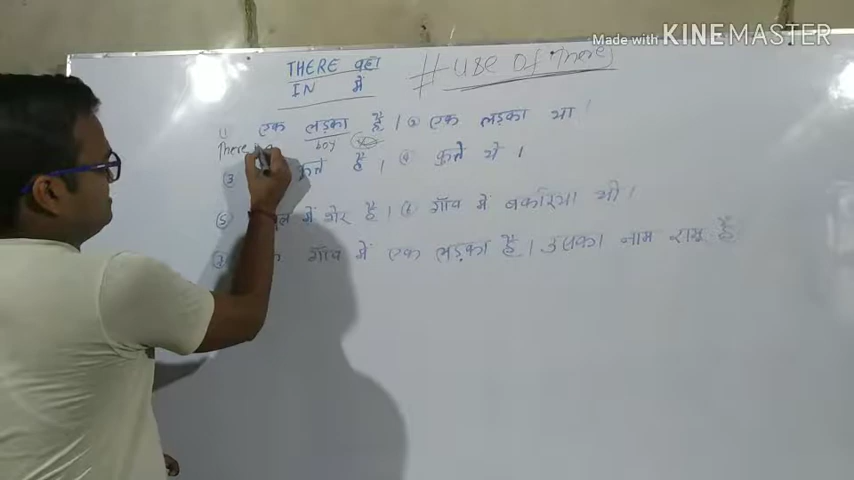 Made with KINEMASTER
THERE वहा # use of There
IN में
① एक लड़का है। ② एक लड़का था
There boy
③ कुत्ते है। ④ कुत्ते थे।
⑤ में शेर है। ⑥ गाँव में बकरिया थी।
गाँव में एक लड़का है। उसका नाम रामू है